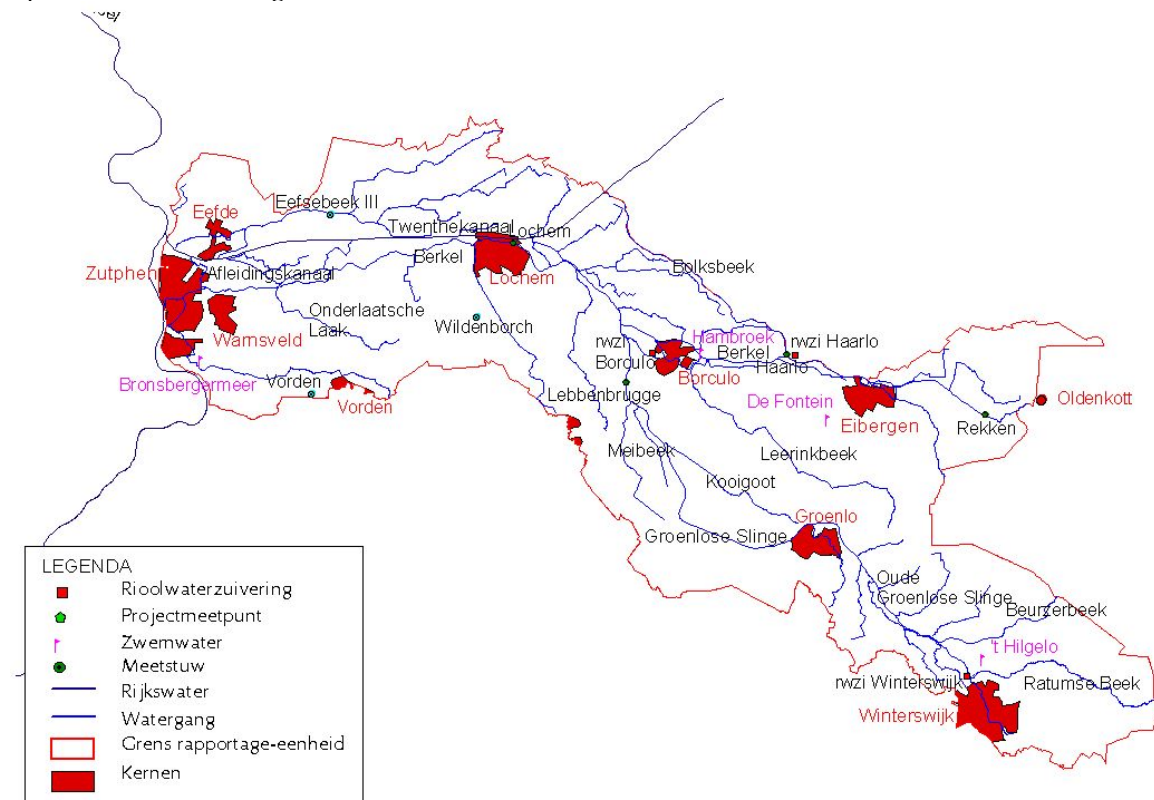 Eefsebeek III
Eefde
Twenthekanaal
Lochem
Berkel
Zutphen
Afleidingskanaal
Lochem
Bolksbeek
Onderlaatsche
Laak
Wildenborch
Warnsveld
rwzi
Borculo
Hambroek
Berkel
rwzi Haarlo
Haarlo
Borculo
Bronsbergermeer
Vorden
Vorden
Lebbenbrugge
De Fontein
Eibergen
Oldenkott
Rekken
Meibeek
Leerinkbeek
Kooigoot
Groenlo
Groenlose Slinge
Oude
Groenlose Slinge
Beurzerbeek
't Hilgelo
rwzi Winterswijk
Ratumse Beek
Winterswijk
LEGENDA
Rioolwaterzuivering
Projectmeetpunt
Zwemwater
Meetstuw
Rijkswater
Watergang
Grens rapportage-eenheid
Kernen